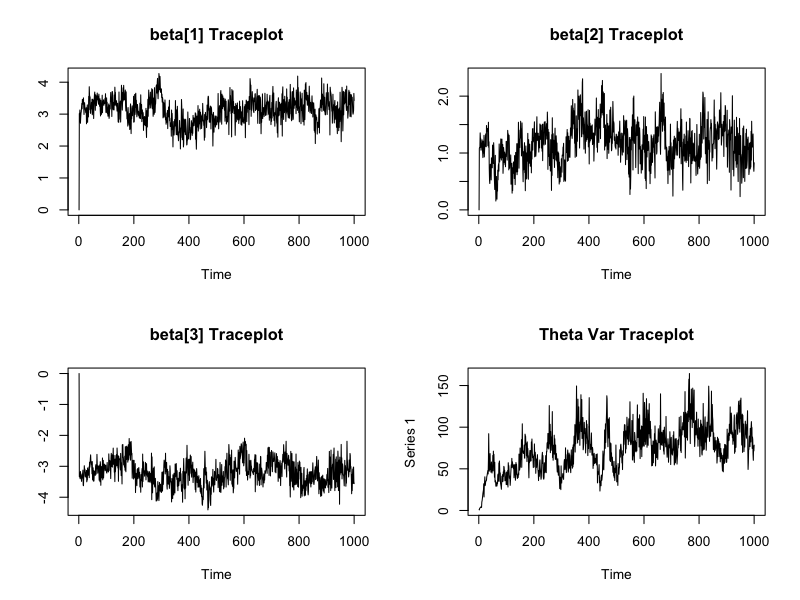 beta[1] Traceplot
4
3
2
1
0
0 200 400 600 800 1000
Time
beta[2] Traceplot
2.0
1.0
0.0
0 200 400 600 800 1000
Time
beta[3] Traceplot
0
-1
-2
-3
-4
0 200 400 600 800 1000
Time
Theta Var Traceplot
Series 1
150
100
50
0
0 200 400 600 800 1000
Time